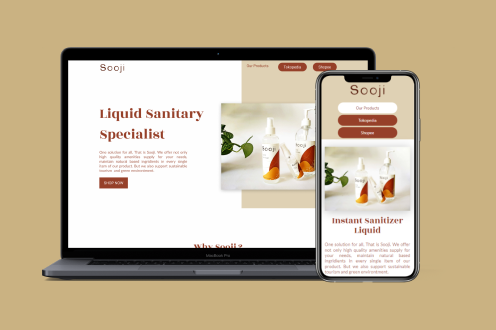 Sooji
Our Products
Tokopedia
Shopee
Liquid Sanitary
Specialist
One solution for all. That is Sooji. We offer not
only high quality amenities supply for your needs,
maintain natural based ingredients in every single
form of our product. But we also support sustainable
tourism and green environment.
SHOP NOW
Sooji
Why Sooji ?
MacBook Pro
Sooji
Our Products
Tokopedia
Shopee
Sooji
Instant Sanitizer
Liquid
One solution for all. That is Sooji. We offer
not only high quality amenities supply for
your needs, maintain natural based
ingredients in every single form of our
product. But we also support sustainable
tourism and green environment.